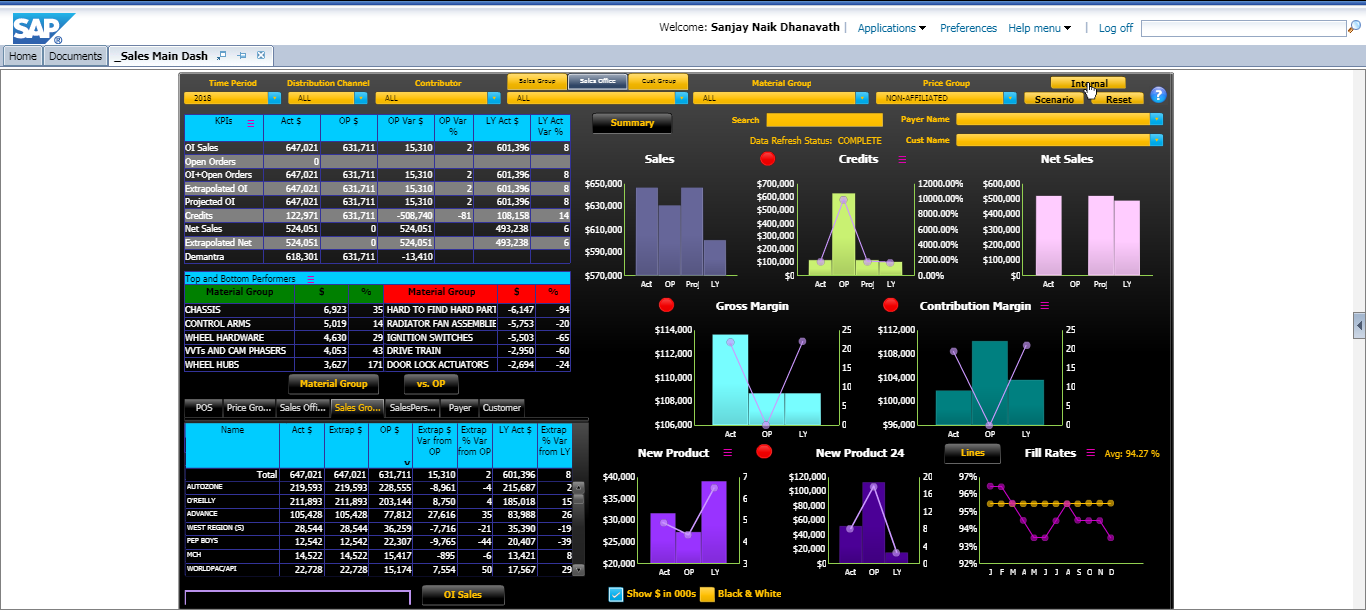 SAP ®
Welcome: Sanjay Naik Dhanavath | Applications Preferences Help menu | Log off
Home Documents _Sales Main Dash
Time Period Distribution Channel Contributor Sales Group Sales Office Cust Group Material Group Price Group Internal
2018 ALL ALL ALL ALL NON-AFFILIATED Scenario Reset ?
KPIs Act $ OP $ OP Var $ OP Var % LY Act $ LY Act Var %
OI Sales 647,021 631,711 15,310 2 601,396 8
Open Orders 0
OI+Open Orders 647,021 631,711 15,310 2 601,396 8
Extrapolated OI 647,021 631,711 15,310 2 601,396 8
Projected OI 647,021 631,711 15,310 2 601,396 8
Credits 122,971 631,711 -508,740 -81 108,158 14
Net Sales 524,051 0 524,051 493,238 6
Extrapolated Net 524,051 0 524,051 493,238 6
Demantra 618,301 631,711 -13,410
Summary Search Payer Name
Data Refresh Status: COMPLETE Cust Name
Sales
$650,000
$630,000
$610,000
$590,000
$570,000
Act OP Proj LY
Credits
$700,000 12000.00%
$600,000 10000.00%
$500,000 8000.00%
$400,000 6000.00%
$300,000 4000.00%
$200,000 2000.00%
$100,000 0.00%
$0
Act OP Proj LY
Net Sales
$600,000
$500,000
$400,000
$300,000
$200,000
$100,000
$0
Act OP Proj LY
Top and Bottom Performers
Material Group $ % Material Group $ %
CHASSIS 6,923 35 HARD TO FIND HARD PART -6,147 -94
CONTROL ARMS 5,019 14 RADIATOR FAN ASSEMBLIE -5,753 -20
WHEEL HARDWARE 4,630 29 IGNITION SWITCHES -5,503 -65
VVTs AND CAM PHASERS 4,053 43 DRIVE TRAIN -2,950 -60
WHEEL HUBS 3,627 171 DOOR LOCK ACTUATORS -2,694 -24
Material Group vs. OP
Gross Margin
$114,000 25
$112,000 20
$110,000 15
$108,000 10
$106,000 5
0
Act OP LY
Contribution Margin
$112,000 25
$108,000 20
$104,000 15
$100,000 10
$96,000 5
0
Act OP LY
POS Price Gro... Sales Offi... Sales Gro... SalesPers... Payer Customer
Name Act $ Extrap $ OP $ Extrap $ Var from OP Extrap % Var from OP LY Act $ Extrap % Var from LY
Total 647,021 647,021 631,711 15,310 2 601,396 8
AUTOZONE 219,593 219,593 228,555 -8,961 -4 215,687 2
O'REILLY 211,893 211,893 203,144 8,750 4 185,018 15
ADVANCE 105,428 105,428 77,812 27,616 35 83,988 26
WEST REGION (S) 28,544 28,544 36,259 -7,716 -21 35,390 -19
PEP BOYS 12,542 12,542 22,307 -9,765 -44 20,407 -39
MCH 14,522 14,522 15,417 -895 -6 13,421 8
WORLDPAC/API 22,728 22,728 15,174 7,554 50 17,567 29
OI Sales
New Product
$40,000 7
$35,000 6
$30,000 5
$25,000 4
$20,000 3
Act OP LY
New Product 24
$120,000 20
$100,000 16
$80,000 12
$60,000 8
$40,000 4
$20,000 0
$0
Act OP LY
Lines Fill Rates Avg: 94.27 %
97%
96%
95%
94%
93%
92%
J F M A M J J A S O N D
Show $ in 000s Black & White